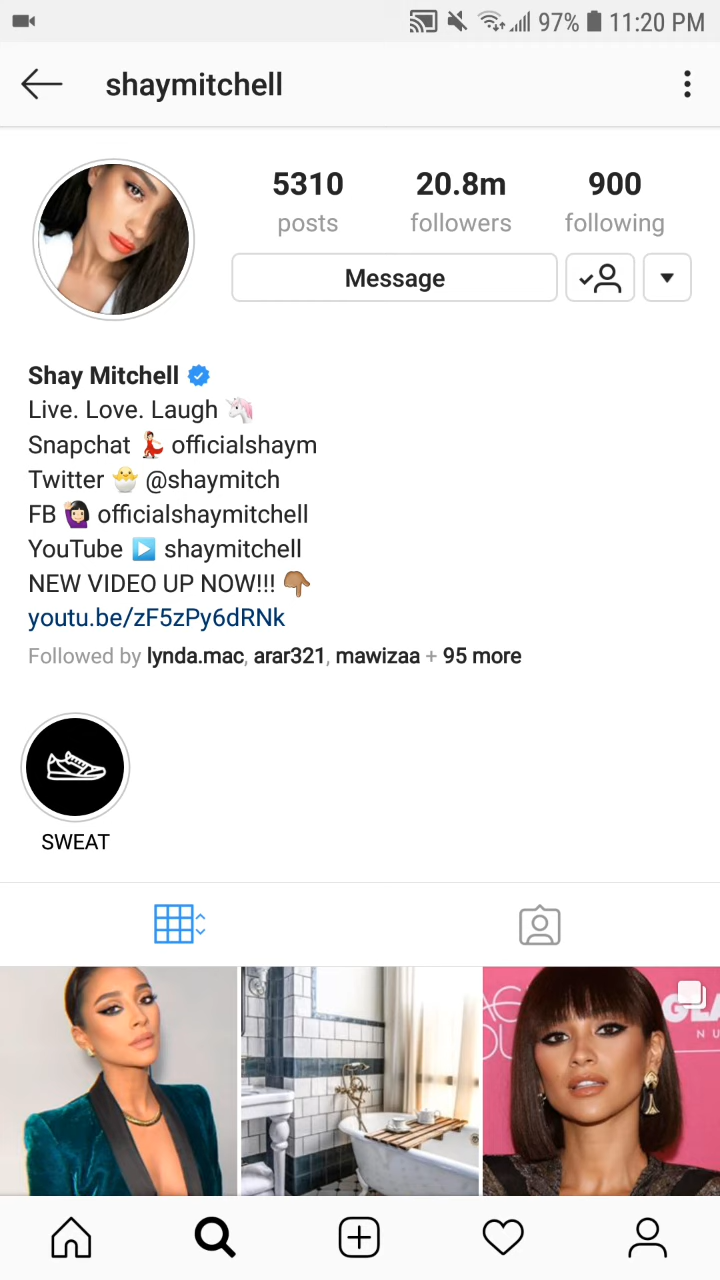 97% 11:20 PM
shaymitchell
5310 20.8m 900
posts followers following
Message
Shay Mitchell
Live. Love. Laugh 🦄
Snapchat 💃🏻 officialshaym
Twitter 🐣 @shaymitch
FB 🙋🏻 officialshaymitchell
YouTube ▶️ shaymitchell
NEW VIDEO UP NOW!!! 👇🏽
youtu.be/zF5zPy6dRNk
Followed by lynda.mac, arar321, mawizaa + 95 more
SWEAT